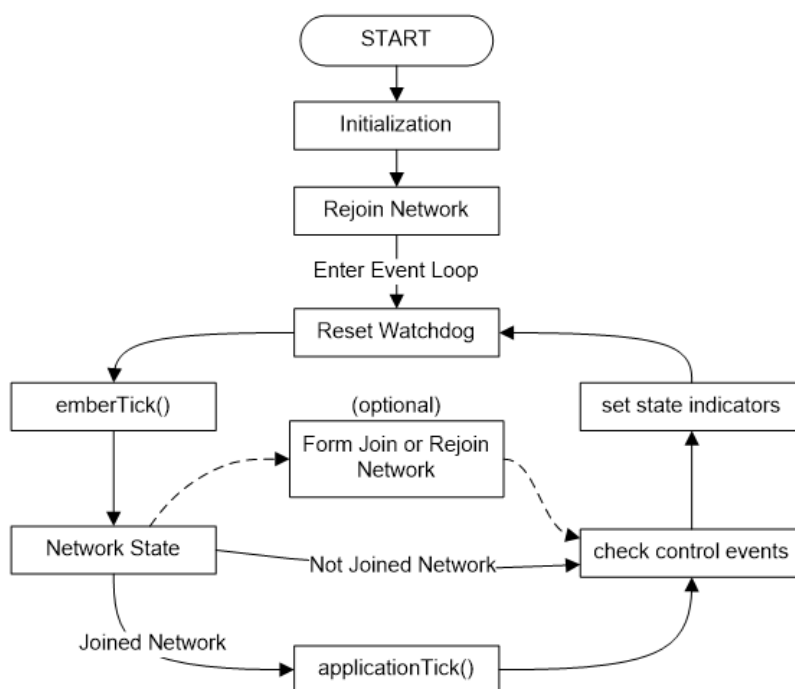 START
Initialization
Rejoin Network
Enter Event Loop
Reset Watchdog
emberTick()
(optional)
set state indicators
Form Join or Rejoin
Network
Network State
Not Joined Network
check control events
Joined Network
applicationTick()